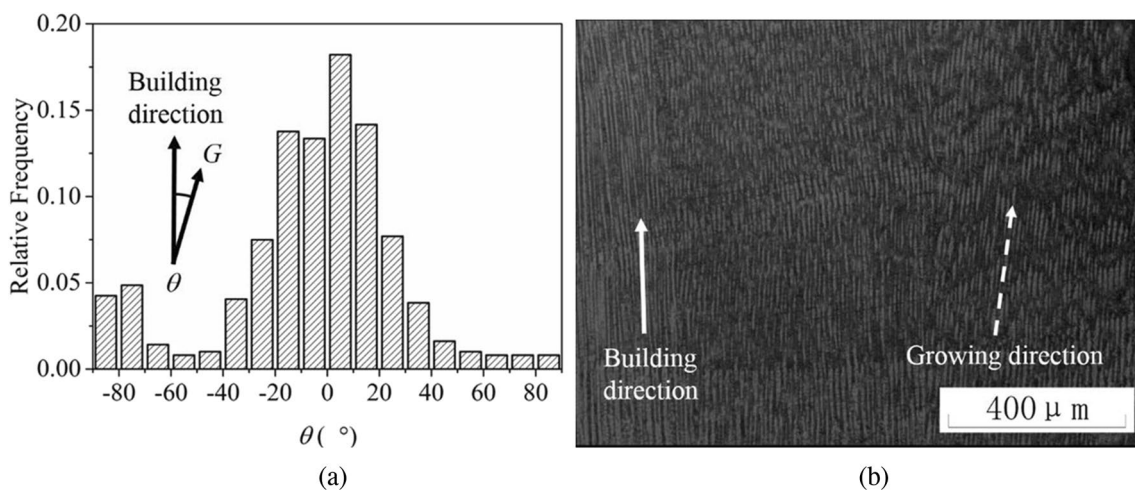 0.20
0.15
0.10
0.05
0.00
Relative Frequency
Building
direction
G
θ
-80 -60 -40 -20 0 20 40 60 80
θ ( °)
(a)
Building
direction
Growing direction
400 μm
(b)